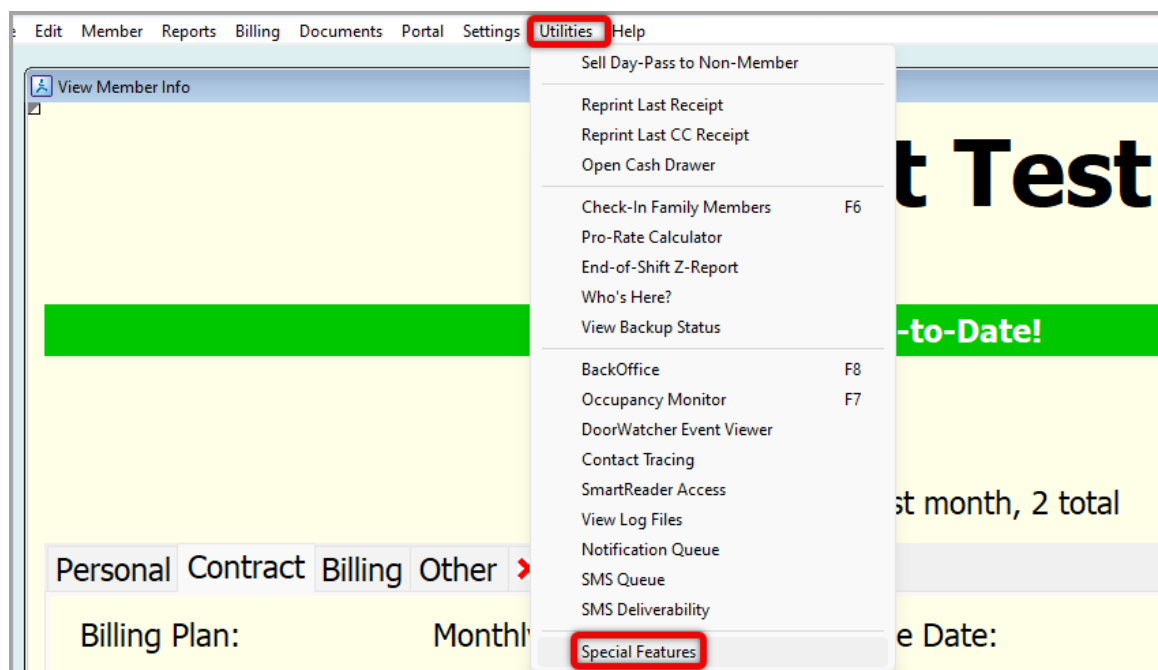 Edit Member Reports Billing Documents Portal Settings Utilities Help
View Member Info
Sell Day-Pass to Non-Member
Reprint Last Receipt
Reprint Last CC Receipt
Open Cash Drawer
t Test
Check-In Family Members F6
Pro-Rate Calculator
End-of-Shift Z-Report
Who's Here?
View Backup Status
-to-Date!
BackOffice F8
Occupancy Monitor F7
DoorWatcher Event Viewer
Contact Tracing
SmartReader Access
View Log Files
Notification Queue
SMS Queue
SMS Deliverability
Special Features
st month, 2 total
Personal Contract Billing Other
Billing Plan: Monthl e Date: